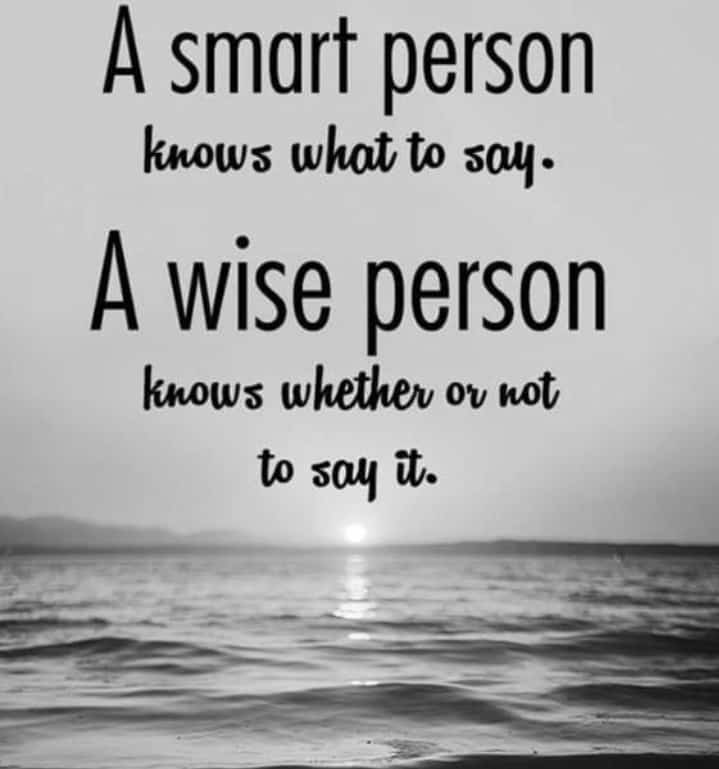 A smart person
knows what to say.
A wise person
knows whether or not
to say it.